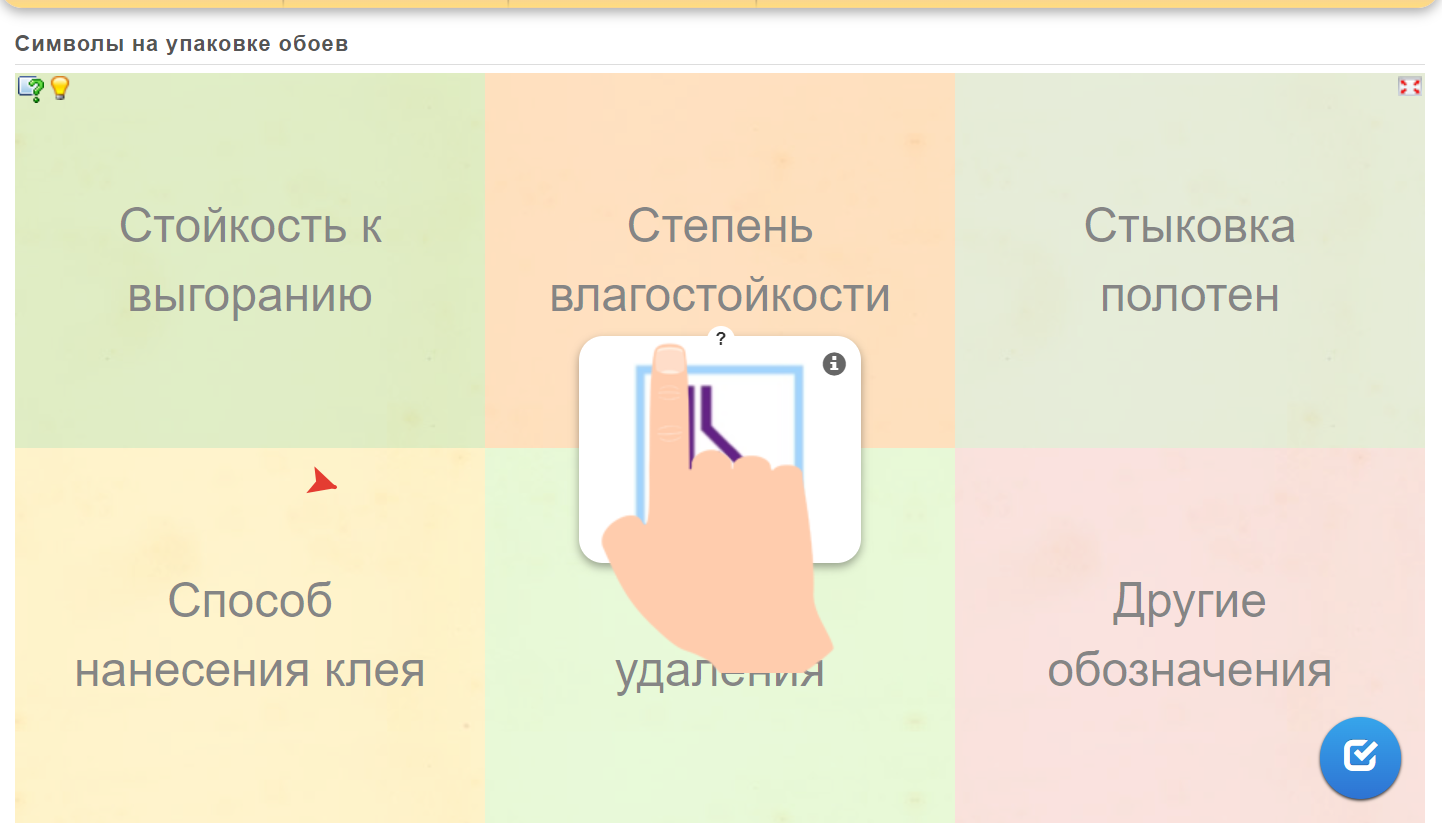 Символы на упаковке обоев
Стойкость к
выгоранию
Степень
влагостойкости
Стыковка
полотен
?
Способ
нанесения клея
удаления
Другие
обозначения